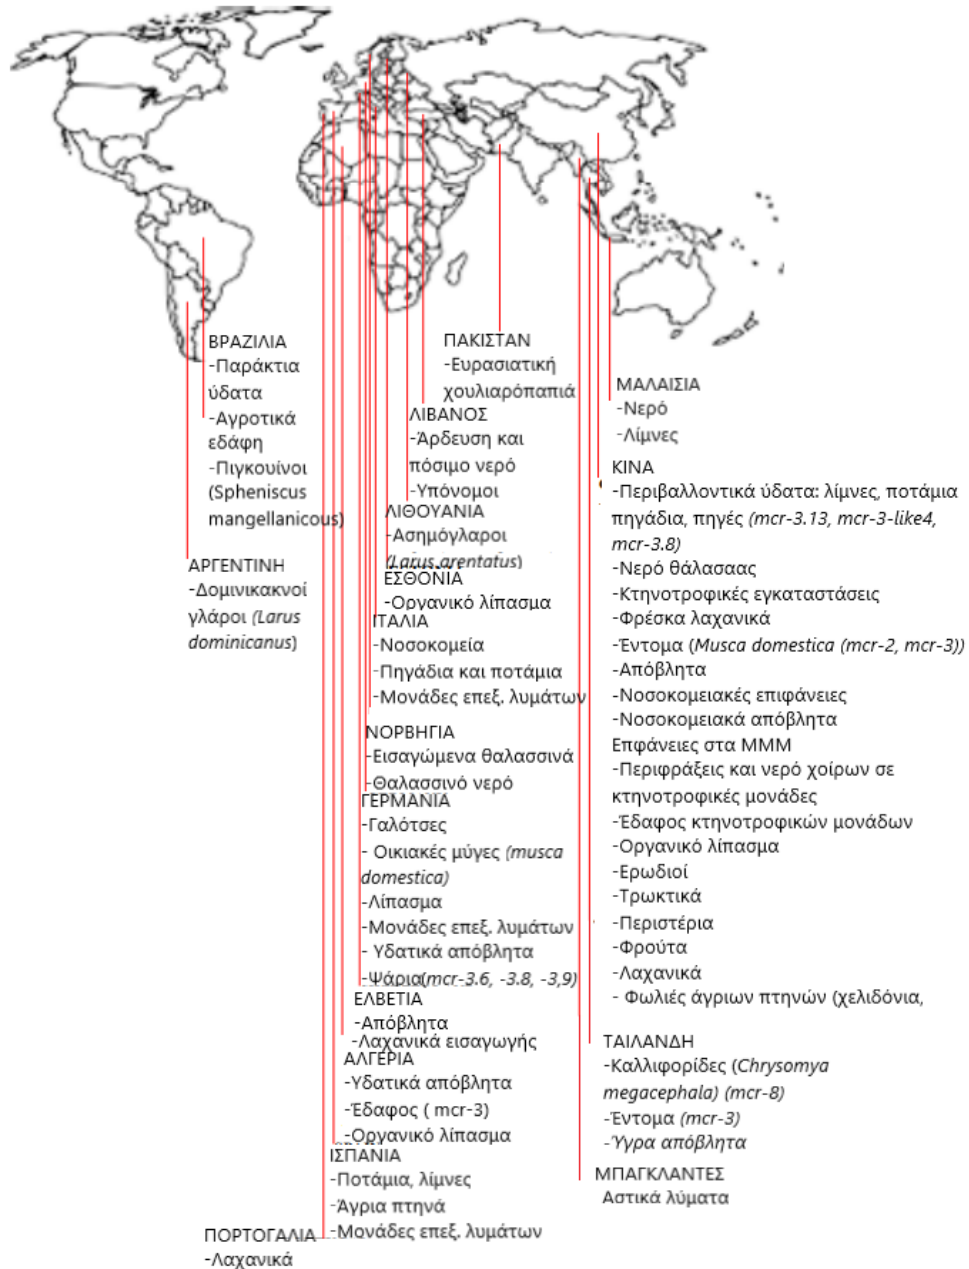 ΒΡΑΖΙΛΙΑ
-Παράκτια
ύδατα
-Αγροτικά
εδάφη
-Πιγκουίνοι
(Spheniscus
mangellanicous)
ΑΡΓΕΝΤΙΝΗ
-Δομινικακνοί
γλάροι (Larus
dominicanus)
ΠΑΚΙΣΤΑΝ
-Ευρασιατική
χουλιαρόπαπιά
ΛΙΒΑΝΟΣ
-Άρδευση και
πόσιμο νερό
-Υπόνομοι
ΛΙΘΟΥΑΝΙΑ
-Ασημόγλαροι
(Larus arentatus)
ΕΣΘΟΝΙΑ
-Οργανικό λίπασμα
ΙΤΑΛΙΑ
-Νοσοκομεία
-Πηγάδια και ποτάμια
-Μονάδες επεξ. λυμάτων
ΝΟΡΒΗΓΙΑ
-Εισαγώμενα θαλασσινά
-Θαλασσινό νερό
ΓΕΡΜΑΝΙΑ
-Γαλότσες
- Οικιακές μύγες (musca
domestica)
-Λίπασμα
-Μονάδες επεξ. λυμάτων
- Υδατικά απόβλητα
-Ψάρια(mcr-3.6, -3.8, -3,9)
ΕΛΒΕΤΙΑ
-Απόβλητα
-Λαχανικά εισαγωγής
ΑΛΓΕΡΙΑ
-Υδατικά απόβλητα
-Έδαφος ( mcr-3)
-Οργανικό λίπασμα
ΙΣΠΑΝΙΑ
-Ποτάμια, λίμνες
-Άγρια πτηνά
-Μονάδες επεξ. λυμάτων
ΠΟΡΤΟΓΑΛΙΑ
-Λαχανικά
ΜΑΛΑΙΣΙΑ
-Νερό
-Λίμνες
ΚΙΝΑ
-Περιβαλλοντικά ύδατα: λίμνες, ποτάμια
πηγάδια, πηγές (mcr-3.13, mcr-3-like4,
mcr-3.8)
-Νερό θάλασαας
-Κτηνοτροφικές εγκαταστάσεις
-Φρέσκα λαχανικά
-Έντομα (Musca domestica (mcr-2, mcr-3))
-Απόβλητα
-Νοσοκομειακές επιφάνειες
-Νοσοκομειακά απόβλητα
Επφάνειες στα ΜΜΜ
-Περιφράξεις και νερό χοίρων σε
κτηνοτροφικές μονάδες
-Έδαφος κτηνοτροφικών μονάδων
-Οργανικό λίπασμα
-Ερωδιοί
-Τρωκτικά
-Περιστέρια
-Φρούτα
-Λαχανικά
- Φωλιές άγριων πτηνών (χελιδόνια,
ΤΑΙΛΑΝΔΗ
-Καλλιφορίδες (Chrysomya
megacephala) (mcr-8)
-Έντομα (mcr-3)
-Ύγρα απόβλητα
ΜΠΑΓΚΛΑΝΤΕΣ
Αστικά λύματα